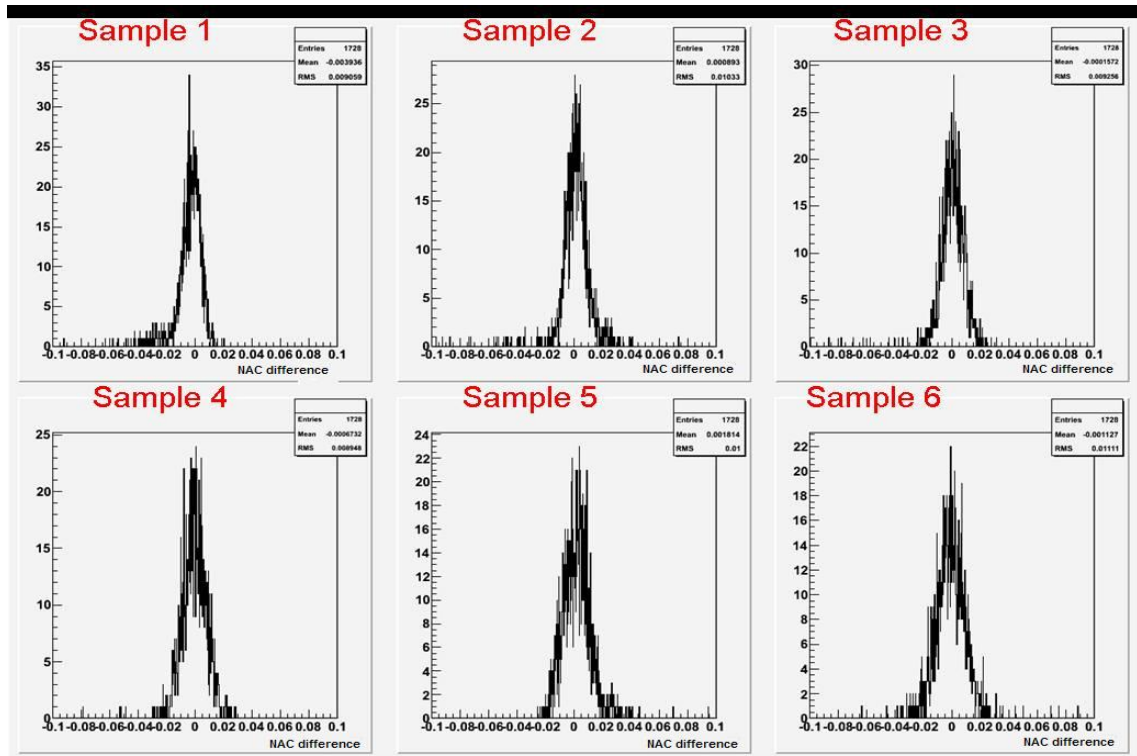 Sample 1
Entries 1728
Mean -0.003936
RMS 0.009059
35
30
25
20
15
10
5
0
-0.1 -0.08 -0.06 -0.04 -0.02 0 0.02 0.04 0.06 0.08 0.1
NAC difference
Sample 2
Entries 1728
Mean 0.000893
RMS 0.01033
25
20
15
10
5
0
-0.1 -0.08 -0.06 -0.04 -0.02 0 0.02 0.04 0.06 0.08 0.1
NAC difference
Sample 3
Entries 1728
Mean -0.0001572
RMS 0.009256
30
25
20
15
10
5
0
-0.1 -0.08 -0.06 -0.04 -0.02 0 0.02 0.04 0.06 0.08 0.1
NAC difference
Sample 4
Entries 1728
Mean -0.0006732
RMS 0.008948
25
20
15
10
5
0
-0.1 -0.08 -0.06 -0.04 -0.02 0 0.02 0.04 0.06 0.08 0.1
NAC difference
Sample 5
Entries 1728
Mean 0.001814
RMS 0.01
24
22
20
18
16
14
12
10
8
6
4
2
0
-0.1 -0.08 -0.06 -0.04 -0.02 0 0.02 0.04 0.06 0.08 0.1
NAC difference
Sample 6
Entries 1728
Mean -0.001127
RMS 0.01111
22
20
18
16
14
12
10
8
6
4
2
0
-0.1 -0.08 -0.06 -0.04 -0.02 0 0.02 0.04 0.06 0.08 0.1
NAC difference